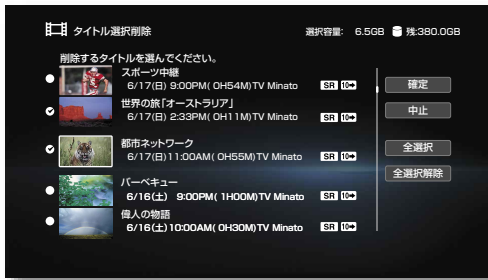 タイトル選択削除
選択容量: 6.5GB 残:380.0GB
削除するタイトルを選んでください。
スポーツ中継
6/17(日) 9:00PM( 0H54M)TV Minato SR 10
世界の旅「オーストラリア」
6/17(日) 2:33PM( 0H11M)TV Minato SR 10
都市ネットワーク
6/17(日)11:00AM( 0H55M)TV Minato SR 10
バーベキュー
6/16(土) 9:00PM( 1H00M)TV Minato SR 10
偉人の物語
6/16(土)10:00AM( 0H30M)TV Minato SR 10
確定
中止
全選択
全選択解除